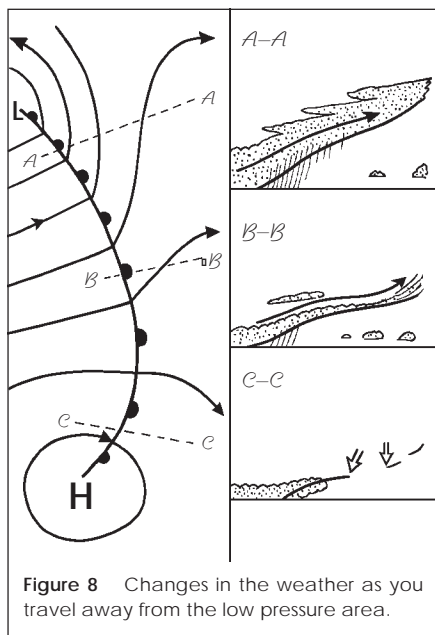 L
A
A
B
B
C
C
H
A–A
B–B
C–C
Figure 8 Changes in the weather as you
travel away from the low pressure area.